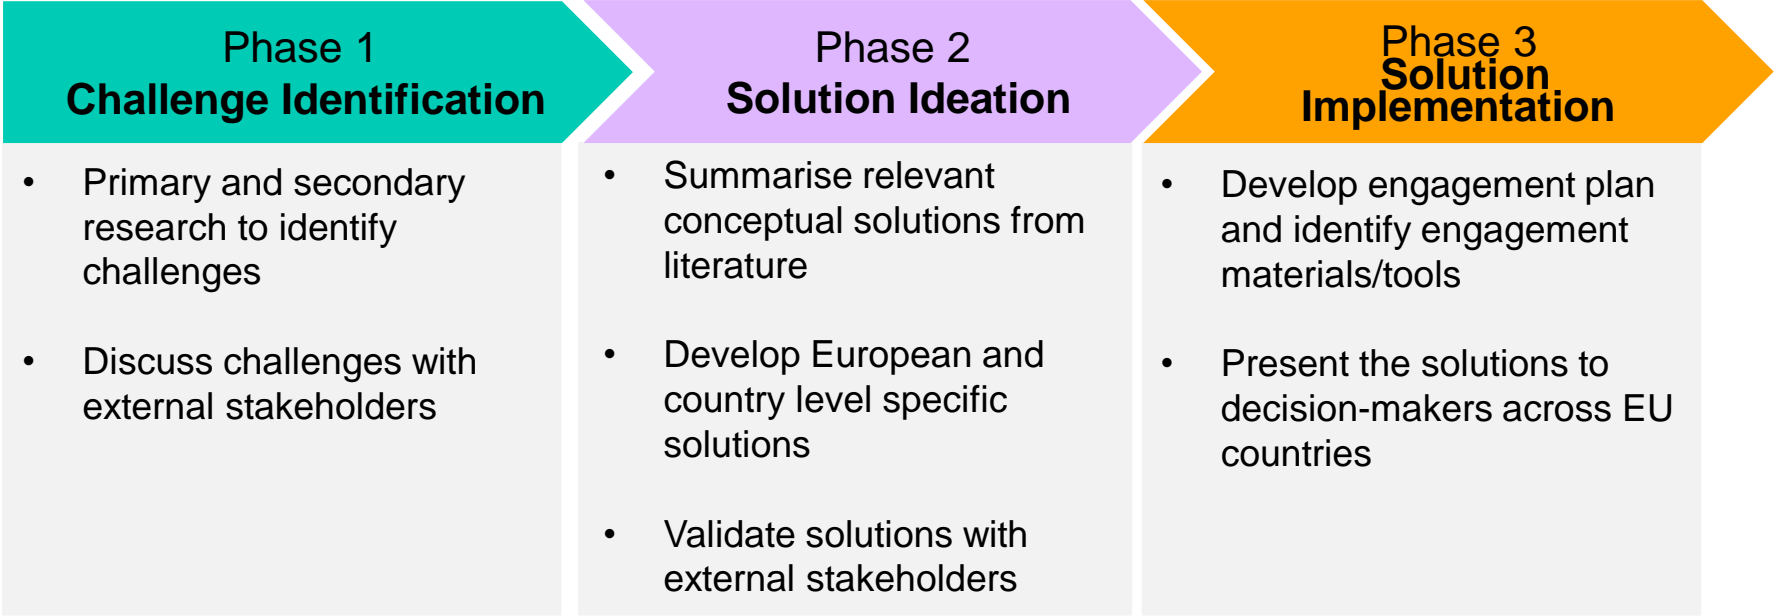 Phase 1
Challenge Identification
• Primary and secondary
research to identify
challenges
• Discuss challenges with
external stakeholders
Phase 2
Solution Ideation
• Summarise relevant
conceptual solutions from
literature
• Develop European and
country level specific
solutions
• Validate solutions with
external stakeholders
Phase 3
Solution
Implementation
• Develop engagement plan
and identify engagement
materials/tools
• Present the solutions to
decision-makers across EU
countries